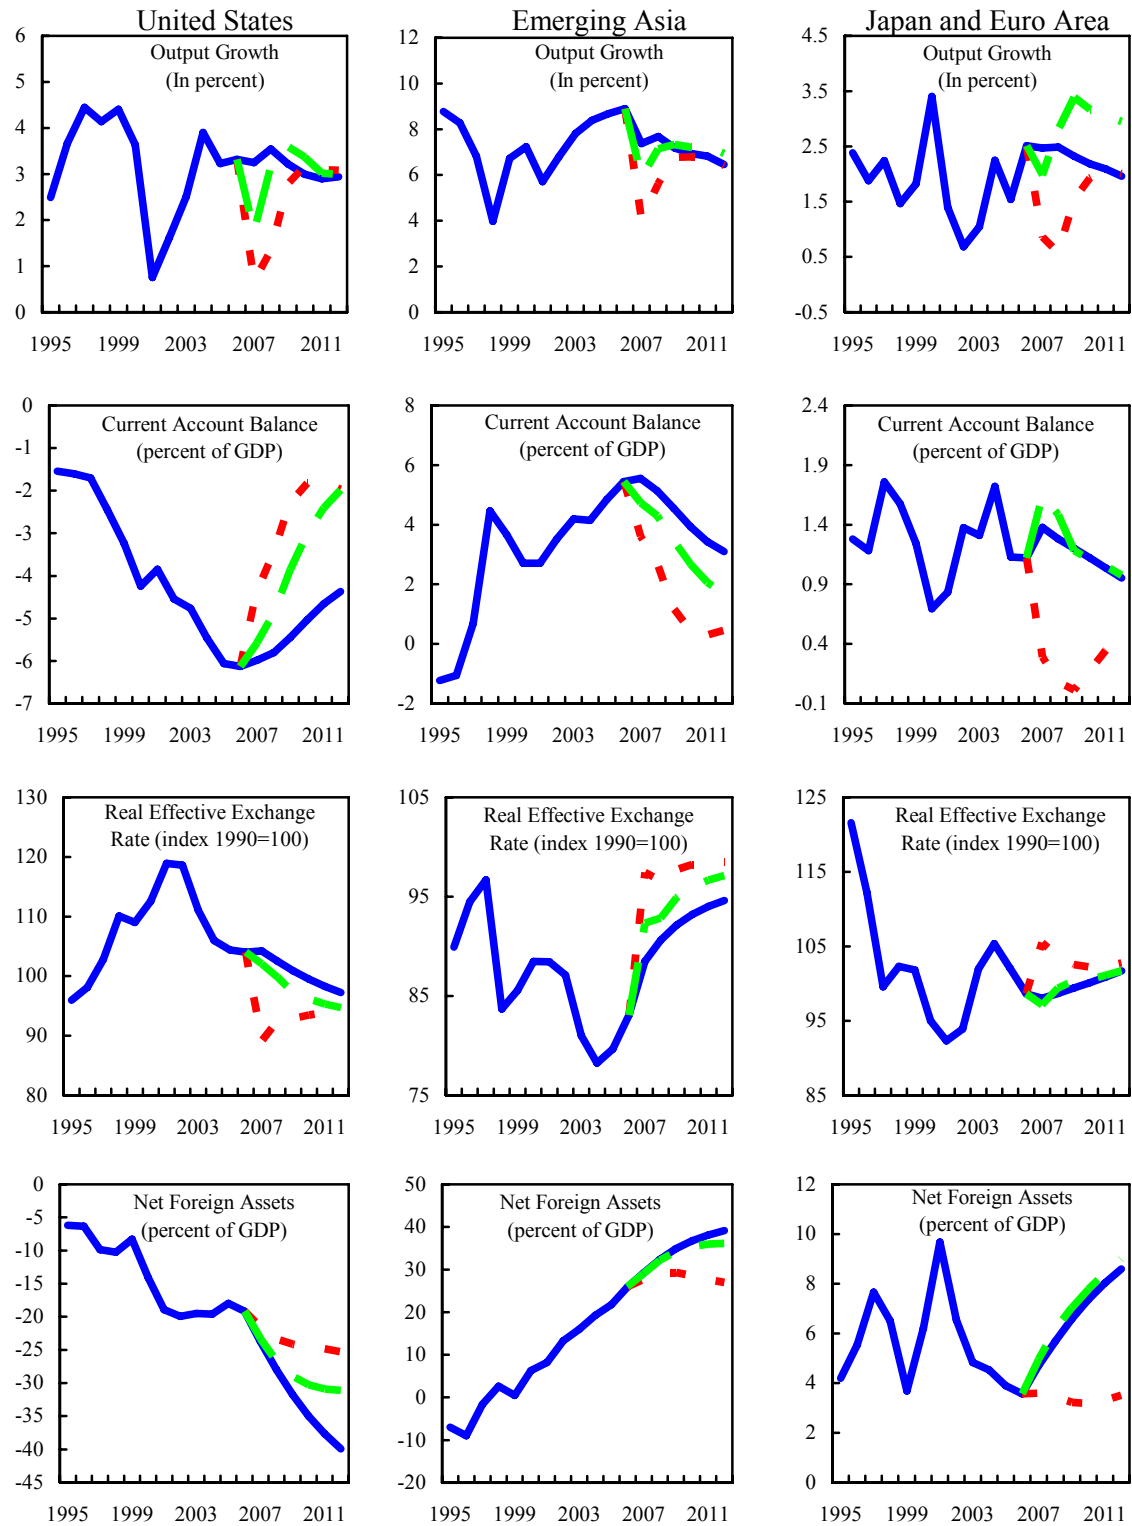 United States
Emerging Asia
Japan and Euro Area
Output Growth
(In percent)
6
5
4
3
2
1
0
1995 1999 2003 2007 2011
Output Growth
(In percent)
12
10
8
6
4
2
0
1995 1999 2003 2007 2011
Output Growth
(In percent)
4.5
3.5
2.5
1.5
0.5
-0.5
1995 1999 2003 2007 2011
Current Account Balance
(percent of GDP)
0
-1
-2
-3
-4
-5
-6
-7
1995 1999 2003 2007 2011
Current Account Balance
(percent of GDP)
8
6
4
2
0
-2
1995 1999 2003 2007 2011
Current Account Balance
(percent of GDP)
2.4
1.9
1.4
0.9
0.4
-0.1
1995 1999 2003 2007 2011
Real Effective Exchange
Rate (index 1990=100)
130
120
110
100
90
80
1995 1999 2003 2007 2011
Real Effective Exchange
Rate (index 1990=100)
105
95
85
75
1995 1999 2003 2007 2011
Real Effective Exchange
Rate (index 1990=100)
125
115
105
95
85
1995 1999 2003 2007 2011
Net Foreign Assets
(percent of GDP)
0
-5
-10
-15
-20
-25
-30
-35
-40
-45
1995 1999 2003 2007 2011
Net Foreign Assets
(percent of GDP)
50
40
30
20
10
0
-10
-20
1995 1999 2003 2007 2011
Net Foreign Assets
(percent of GDP)
12
10
8
6
4
2
0
1995 1999 2003 2007 2011